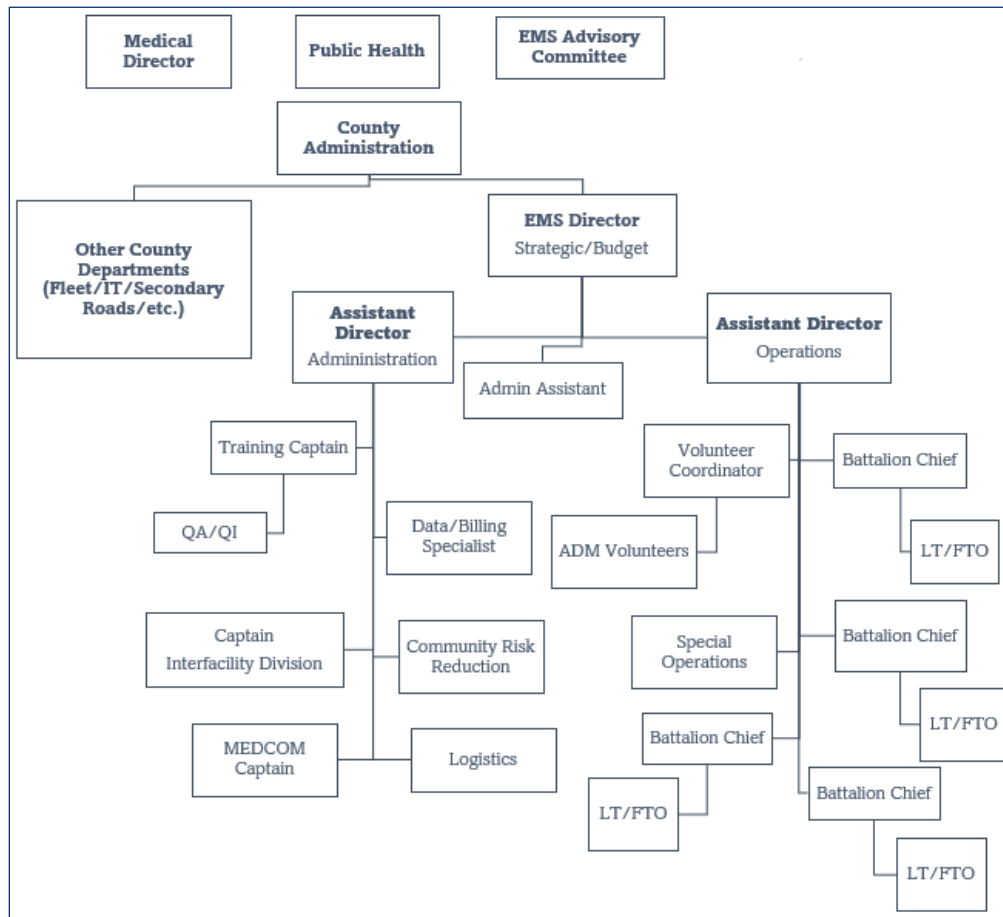 Medical
Director
Public Health
EMS Advisory
Committee
County
Administration
Other County
Departments
(Fleet/IT/Secondary
Roads/etc.)
EMS Director
Strategic/Budget
Assistant
Director
Admininistration
Assistant Director
Operations
Admin Assistant
Training Captain
QA/QI
Data/Billing
Specialist
Captain
Interfacility Division
Community Risk
Reduction
MEDCOM
Captain
Logistics
Volunteer
Coordinator
Battalion Chief
ADM Volunteers
LT/FTO
Special
Operations
Battalion Chief
LT/FTO
Battalion Chief
LT/FTO
Battalion Chief
LT/FTO